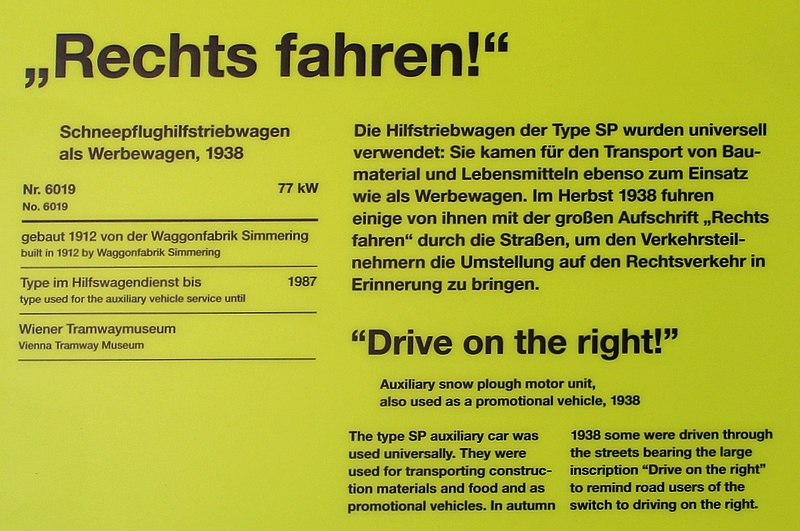 „Rechts fahren!“
Schneepflughilfstriebwagen
als Werbewagen, 1938
Nr. 6019 77 kW
No. 6019
gebaut 1912 von der Waggonfabrik Simmering
built in 1912 by Waggonfabrik Simmering
Type im Hilfswagendienst bis 1987
type used for the auxiliary vehicle service until
Wiener Tramwaymuseum
Vienna Tramway Museum
Die Hilfstriebwagen der Type SP wurden universell
verwendet: Sie kamen für den Transport von Bau-
material und Lebensmitteln ebenso zum Einsatz
wie als Werbewagen. Im Herbst 1938 fuhren
einige von ihnen mit der großen Aufschrift „Rechts
fahren“ durch die Straßen, um den Verkehrsteil-
nehmern die Umstellung auf den Rechtsverkehr in
Erinnerung zu bringen.
“Drive on the right!”
Auxiliary snow plough motor unit,
also used as a promotional vehicle, 1938
The type SP auxiliary car was
used universally. They were
used for transporting construc-
tion materials and food and as
promotional vehicles. In autumn
1938 some were driven through
the streets bearing the large
inscription “Drive on the right”
to remind road users of the
switch to driving on the right.